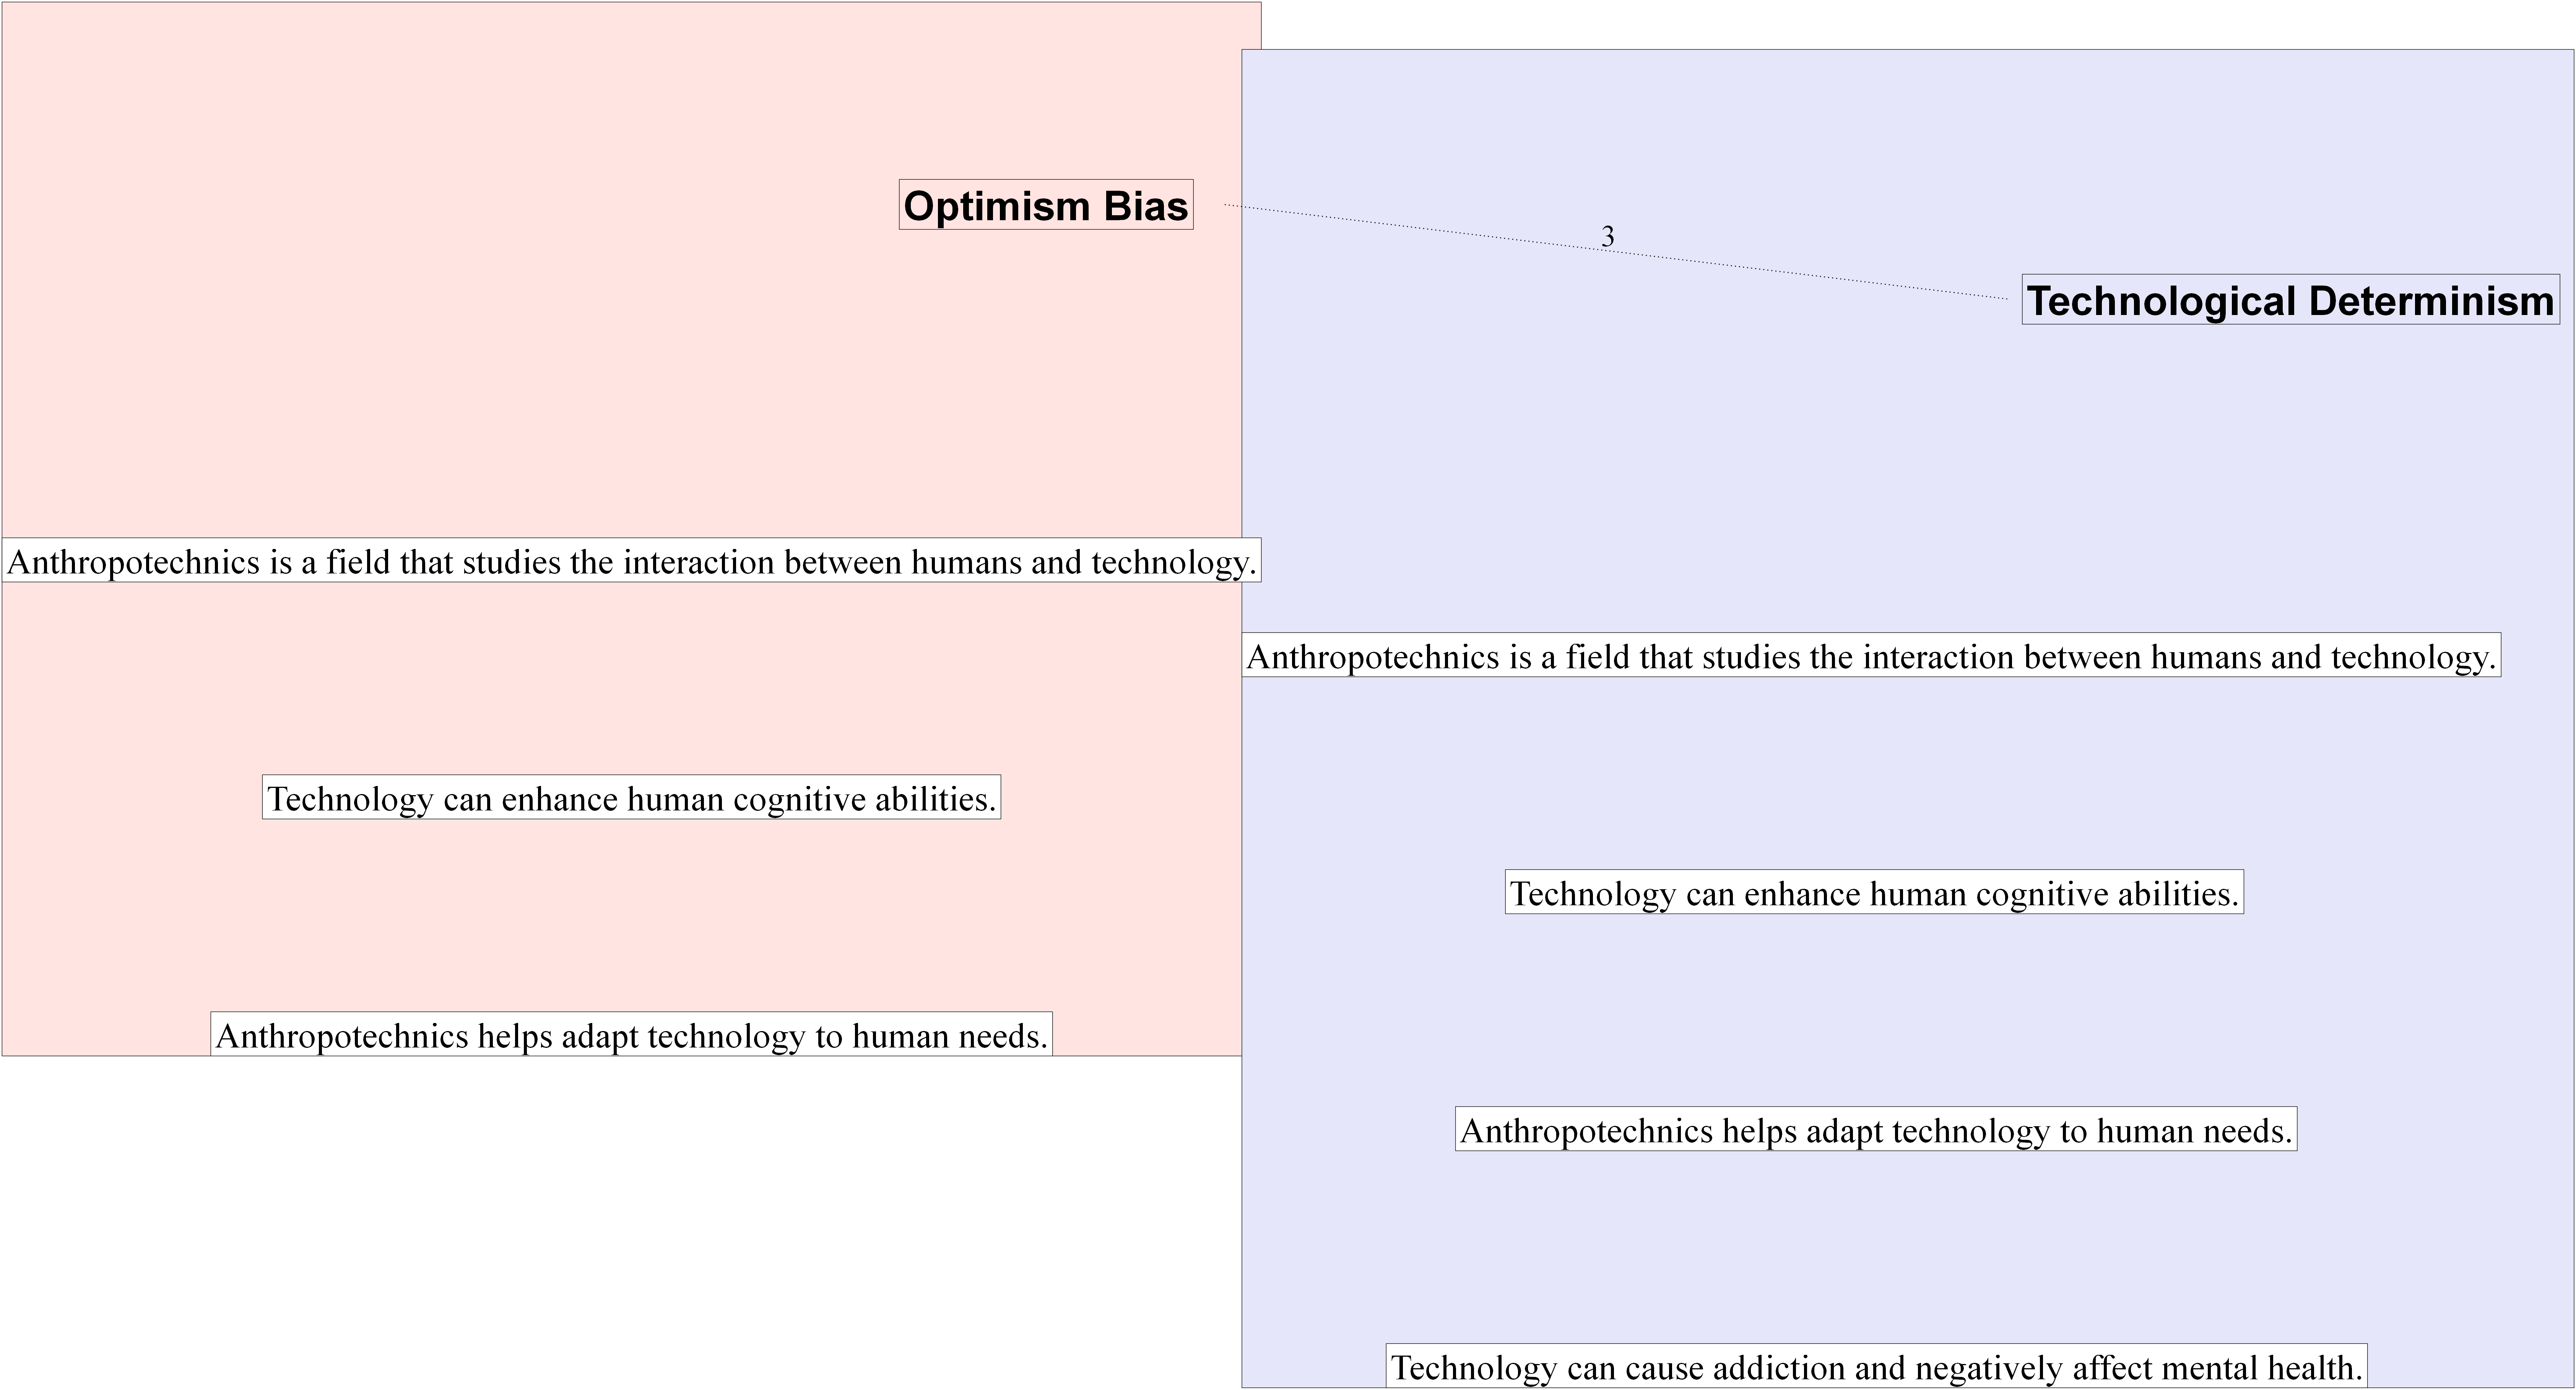 Optimism Bias
3
Technological Determinism
Anthropotechnics is a field that studies the interaction between humans and technology.
Anthropotechnics is a field that studies the interaction between humans and technology.
Technology can enhance human cognitive abilities.
Technology can enhance human cognitive abilities.
Anthropotechnics helps adapt technology to human needs.
Anthropotechnics helps adapt technology to human needs.
Technology can cause addiction and negatively affect mental health.